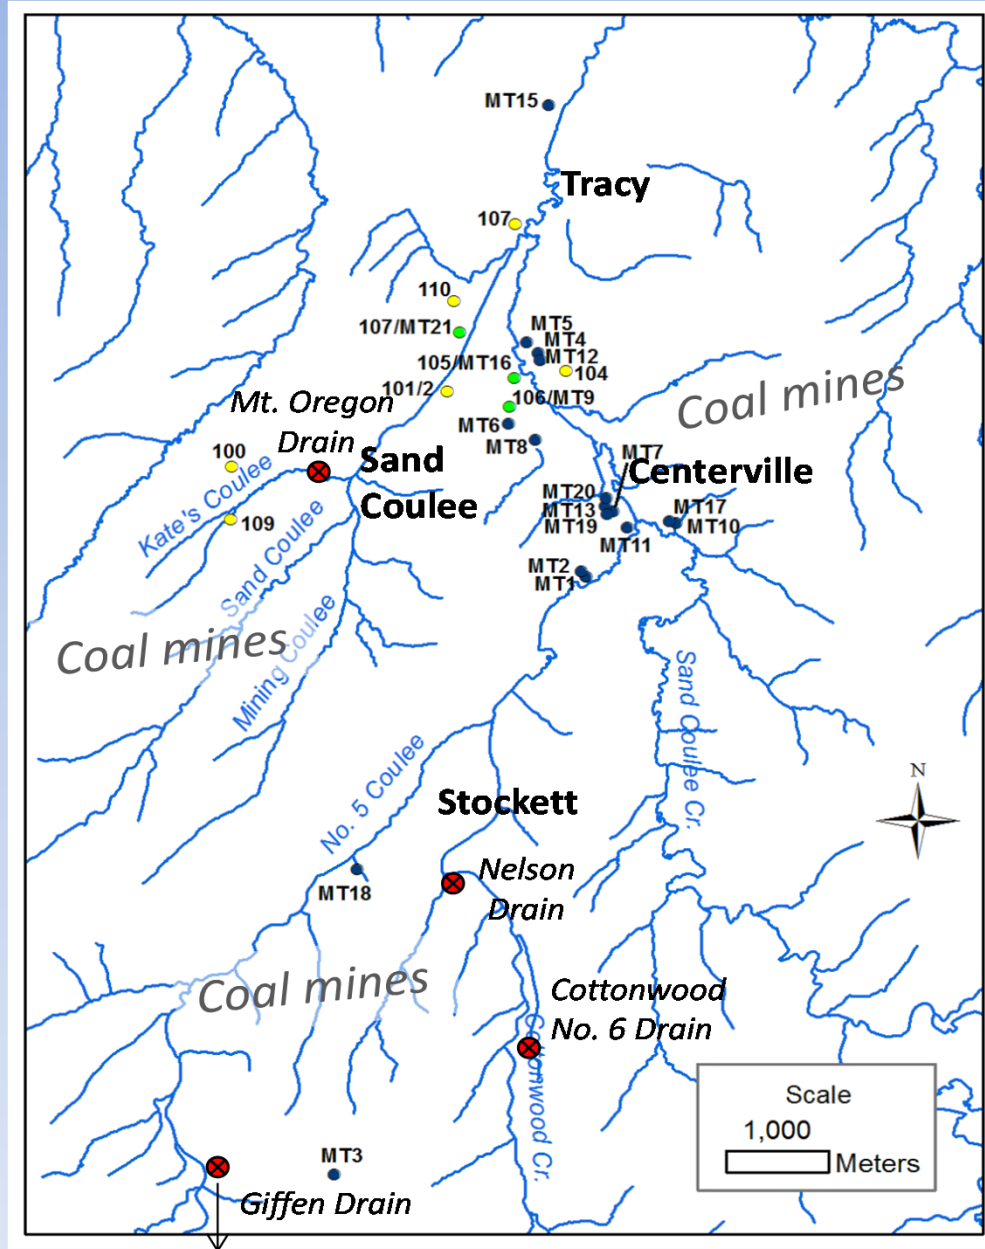 MT15
Tracy
107
110
107/MT21
MT5
MT4
MT12
105/MT16
104
101/2
106/MT9
Coal mines
Mt. Oregon
Drain
MT6
MT8
MT7
100
Sand
Coulee
Centerville
Kate's Coulee
109
MT20
MT13
MT19
MT17
MT10
MT11
Sand Coulee
MT2
MT1
Coal mines
Mining Coulee
Sand Coulee Cr.
No. 5 Coulee
N
Stockett
MT18
Nelson
Drain
Coal mines
Cottonwood
No. 6 Drain
Cottonwood Cr.
Scale
1,000
Meters
MT3
Giffen Drain